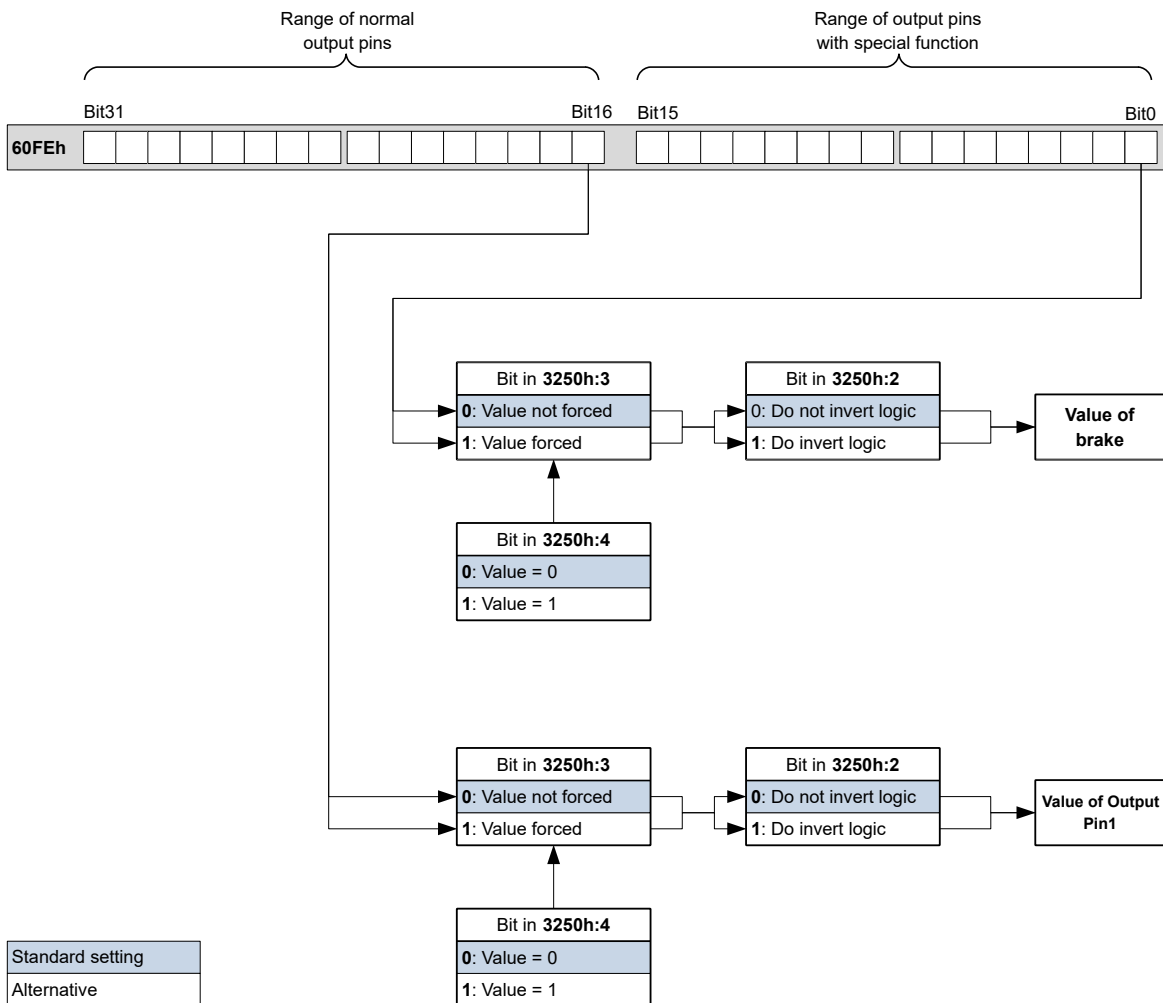 Range of normal
output pins
Range of output pins
with special function
Bit31
Bit16
Bit15
Bit0
60FEh
Bit in 3250h:3
0: Value not forced
1: Value forced
Bit in 3250h:2
0: Do not invert logic
1: Do invert logic
Value of
brake
Bit in 3250h:4
0: Value = 0
1: Value = 1
Bit in 3250h:3
0: Value not forced
1: Value forced
Bit in 3250h:2
0: Do not invert logic
1: Do invert logic
Value of Output
Pin1
Bit in 3250h:4
0: Value = 0
1: Value = 1
Standard setting
Alternative